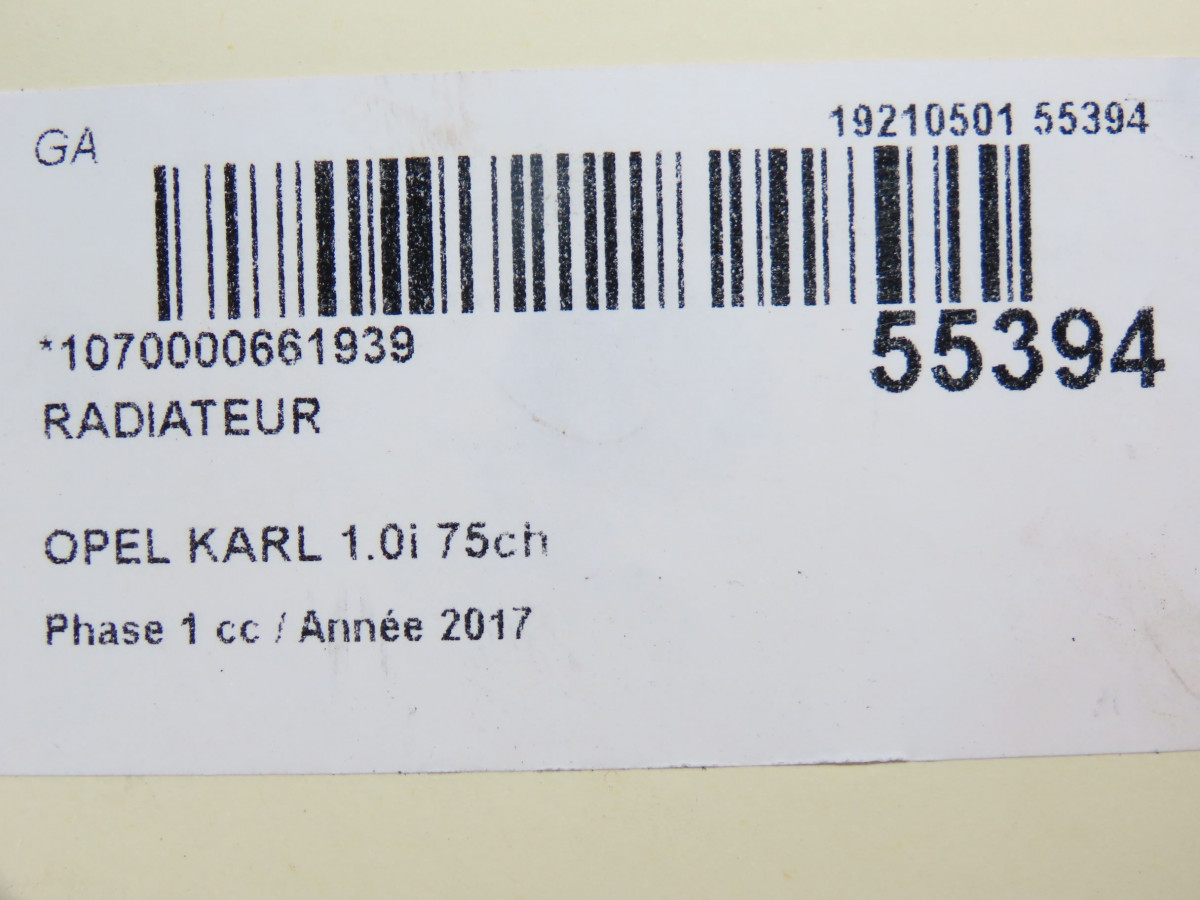 GA
19210501 55394
*1070000661939
55394
RADIATEUR
OPEL KARL 1.0i 75ch
Phase 1 cc / Année 2017